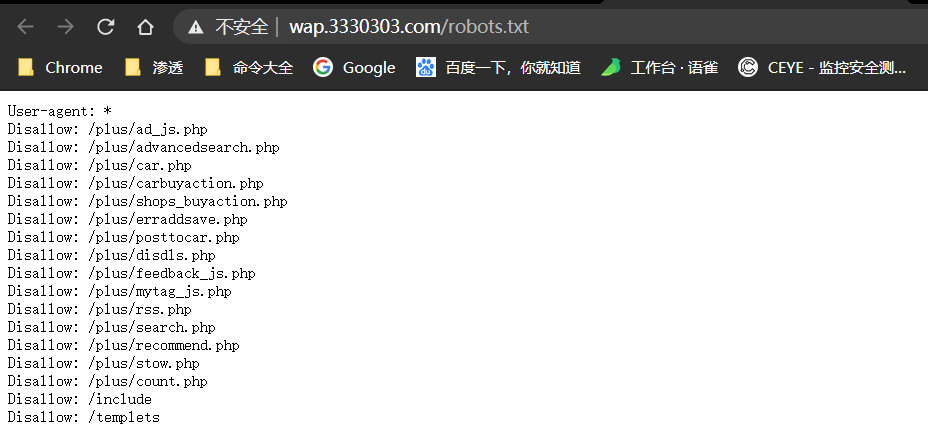 不安全 | wap.3330303.com/robots.txt
Chrome 渗透 命令大全 Google 百度一下，你就知道 工作台 · 语雀 CEYE - 监控安全测...
User-agent: *
Disallow: /plus/ad_js.php
Disallow: /plus/advancedsearch.php
Disallow: /plus/car.php
Disallow: /plus/carbuyaction.php
Disallow: /plus/shops_buyaction.php
Disallow: /plus/erraddsave.php
Disallow: /plus/posttocar.php
Disallow: /plus/disdls.php
Disallow: /plus/feedback_js.php
Disallow: /plus/mytag_js.php
Disallow: /plus/rss.php
Disallow: /plus/search.php
Disallow: /plus/recommend.php
Disallow: /plus/stow.php
Disallow: /plus/count.php
Disallow: /include
Disallow: /templets